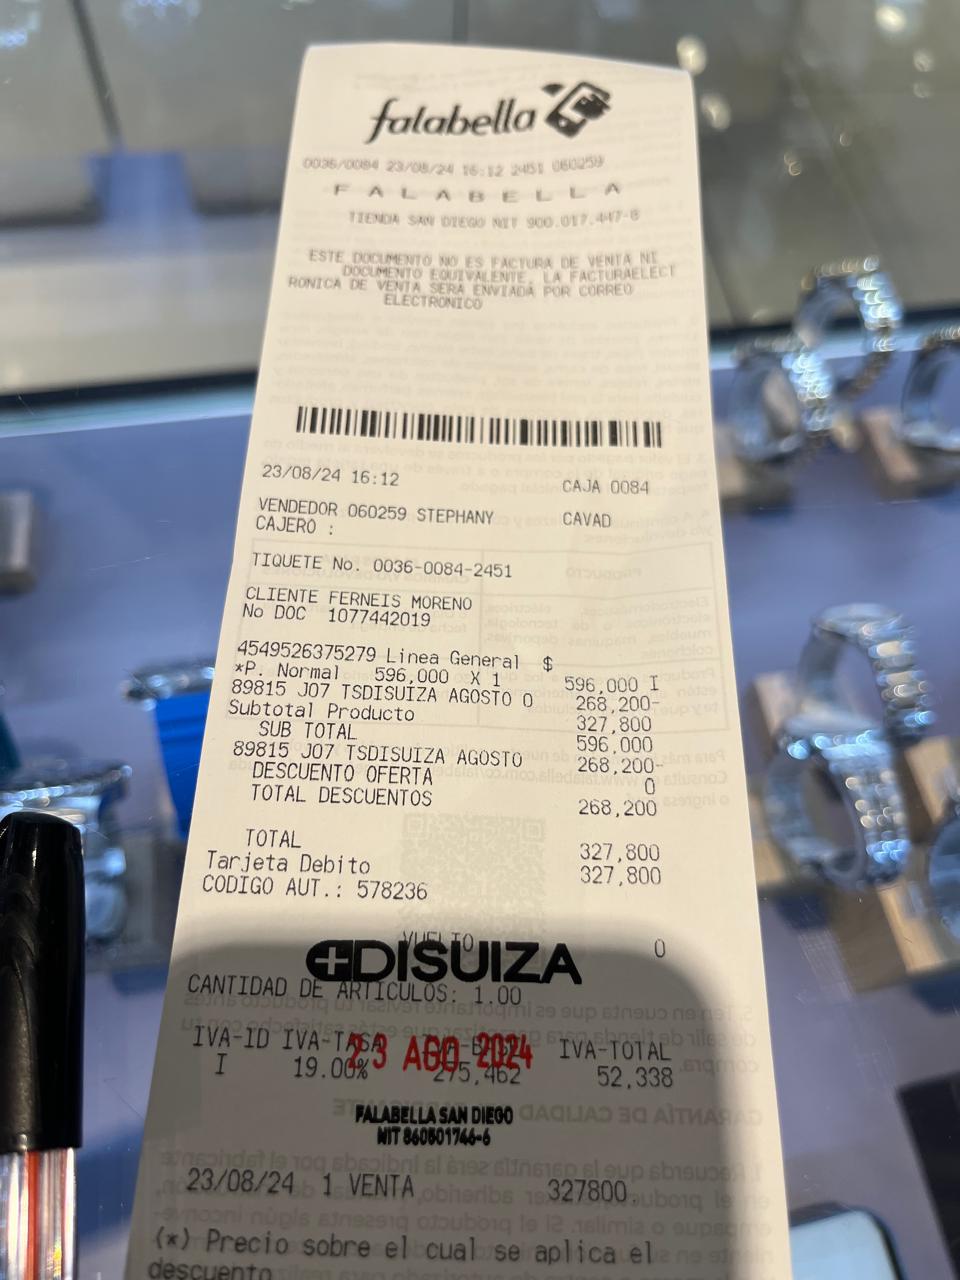 falabella
0036/0084 23/08/24 16:12 2451 060259
F A L A B E L L A
TIENDA SAN DIEGO NIT 900.017.447-8
ESTE DOCUMENTO NO ES FACTURA DE VENTA NI
DOCUMENTO EQUIVALENTE, LA FACTURAELECT
RONICA DE VENTA SERA ENVIADA POR CORREO
ELECTRONICO
23/08/24 16:12 CAJA 0084
VENDEDOR 060259 STEPHANY CAVAD
CAJERO :
TIQUETE No. 0036-0084-2451
CLIENTE FERNEIS MORENO
No DOC 1077442019
4549526375279 Linea General $
*P. Normal 596,000 X 1 596,000 I
89815 J07 TSDISUIZA AGOSTO 0 268,200-
Subtotal Producto 327,800
SUB TOTAL 596,000
89815 J07 TSDISUIZA AGOSTO 268,200-
DESCUENTO OFERTA 0
TOTAL DESCUENTOS 268,200
TOTAL 327,800
Tarjeta Debito 327,800
CODIGO AUT.: 578236
VUELTO 0
DISUIZA
CANTIDAD DE ARTICULOS: 1.00
IVA-ID IVA-TASA IVA-TOTAL
23 AGO 2024
I 19.00% 275,462 52,338
FALABELLA SAN DIEGO
NIT 860501746-6
23/08/24 1 VENTA 327800.
(*) Precio sobre el cual se aplica el
descuento